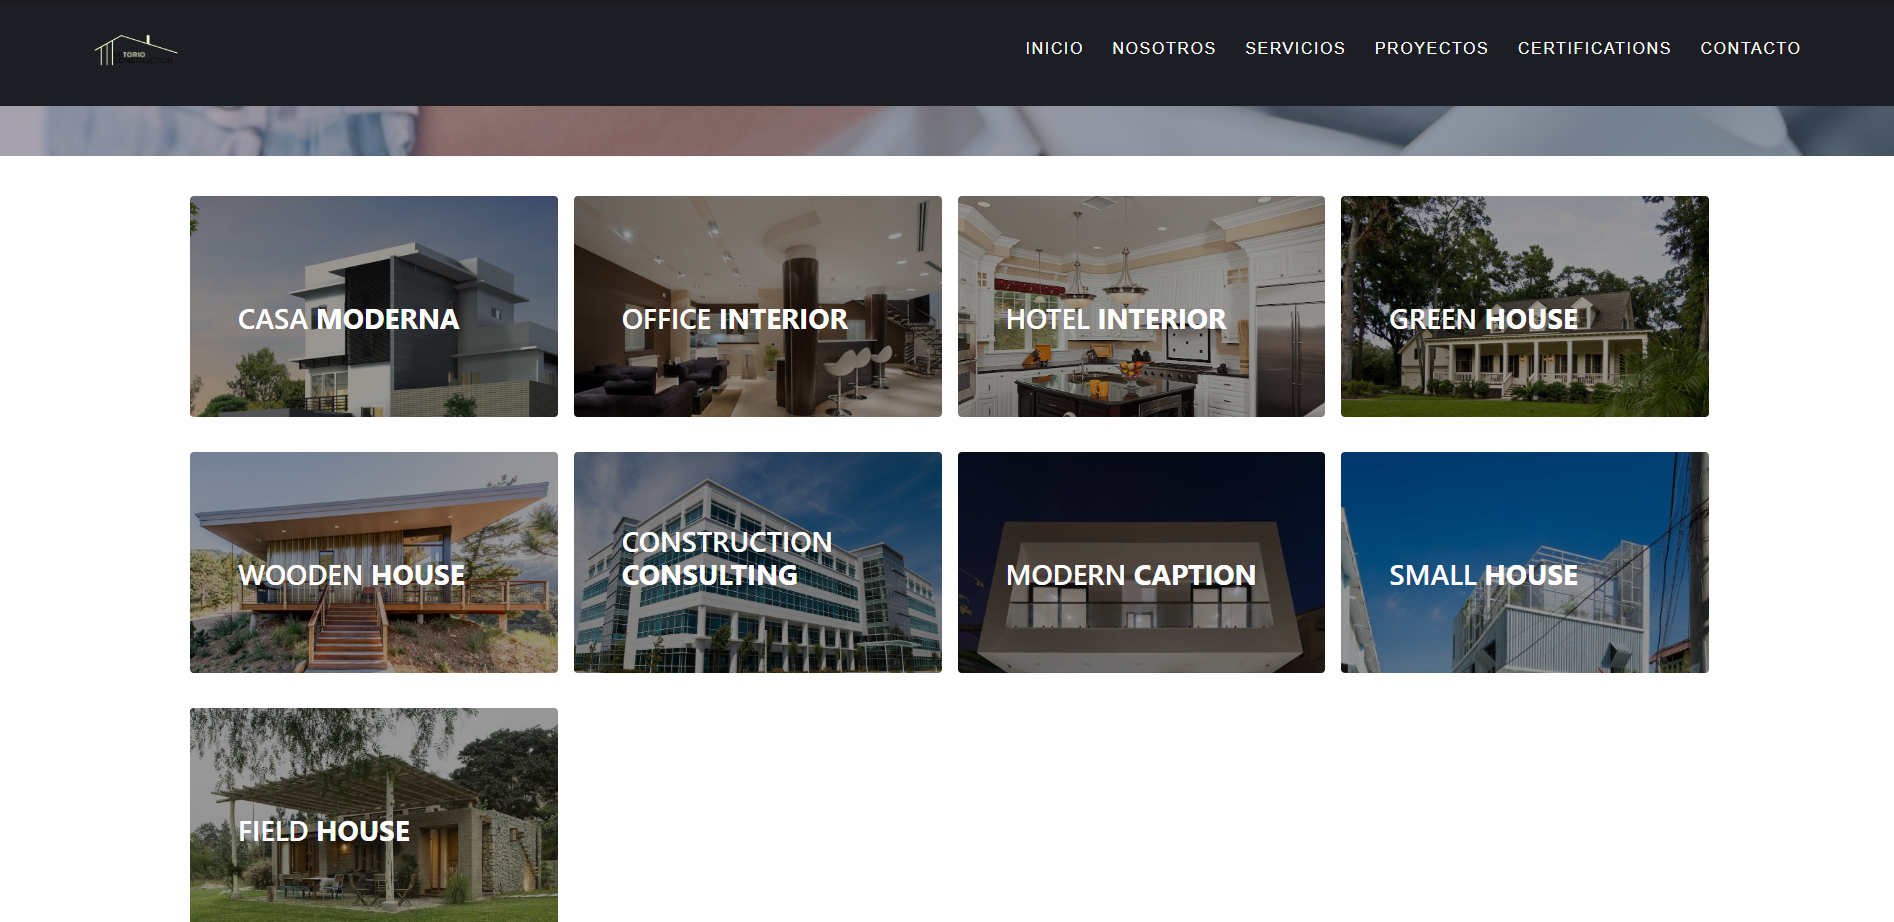 TORIO
CONSTRUCTION
INICIO
NOSOTROS
SERVICIOS
PROYECTOS
CERTIFICATIONS
CONTACTO
CASA MODERNA
OFFICE INTERIOR
HOTEL INTERIOR
GREEN HOUSE
WOODEN HOUSE
CONSTRUCTION
CONSULTING
MODERN CAPTION
SMALL HOUSE
FIELD HOUSE